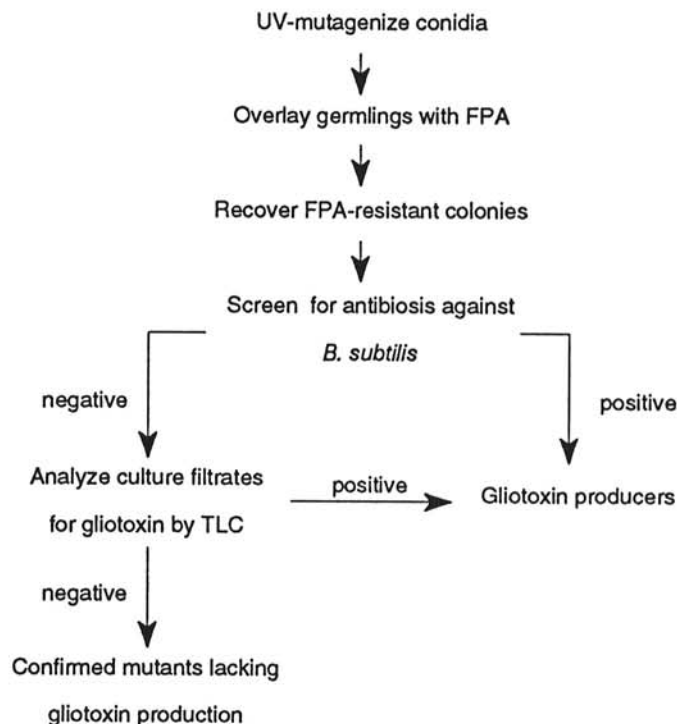 UV-mutagenize conidia
Overlay germlings with FPA
Recover FPA-resistant colonies
Screen for antibiosis against
B. subtilis
negative
positive
Analyze culture filtrates
for gliotoxin by TLC
positive
Gliotoxin producers
negative
Confirmed mutants lacking
gliotoxin production